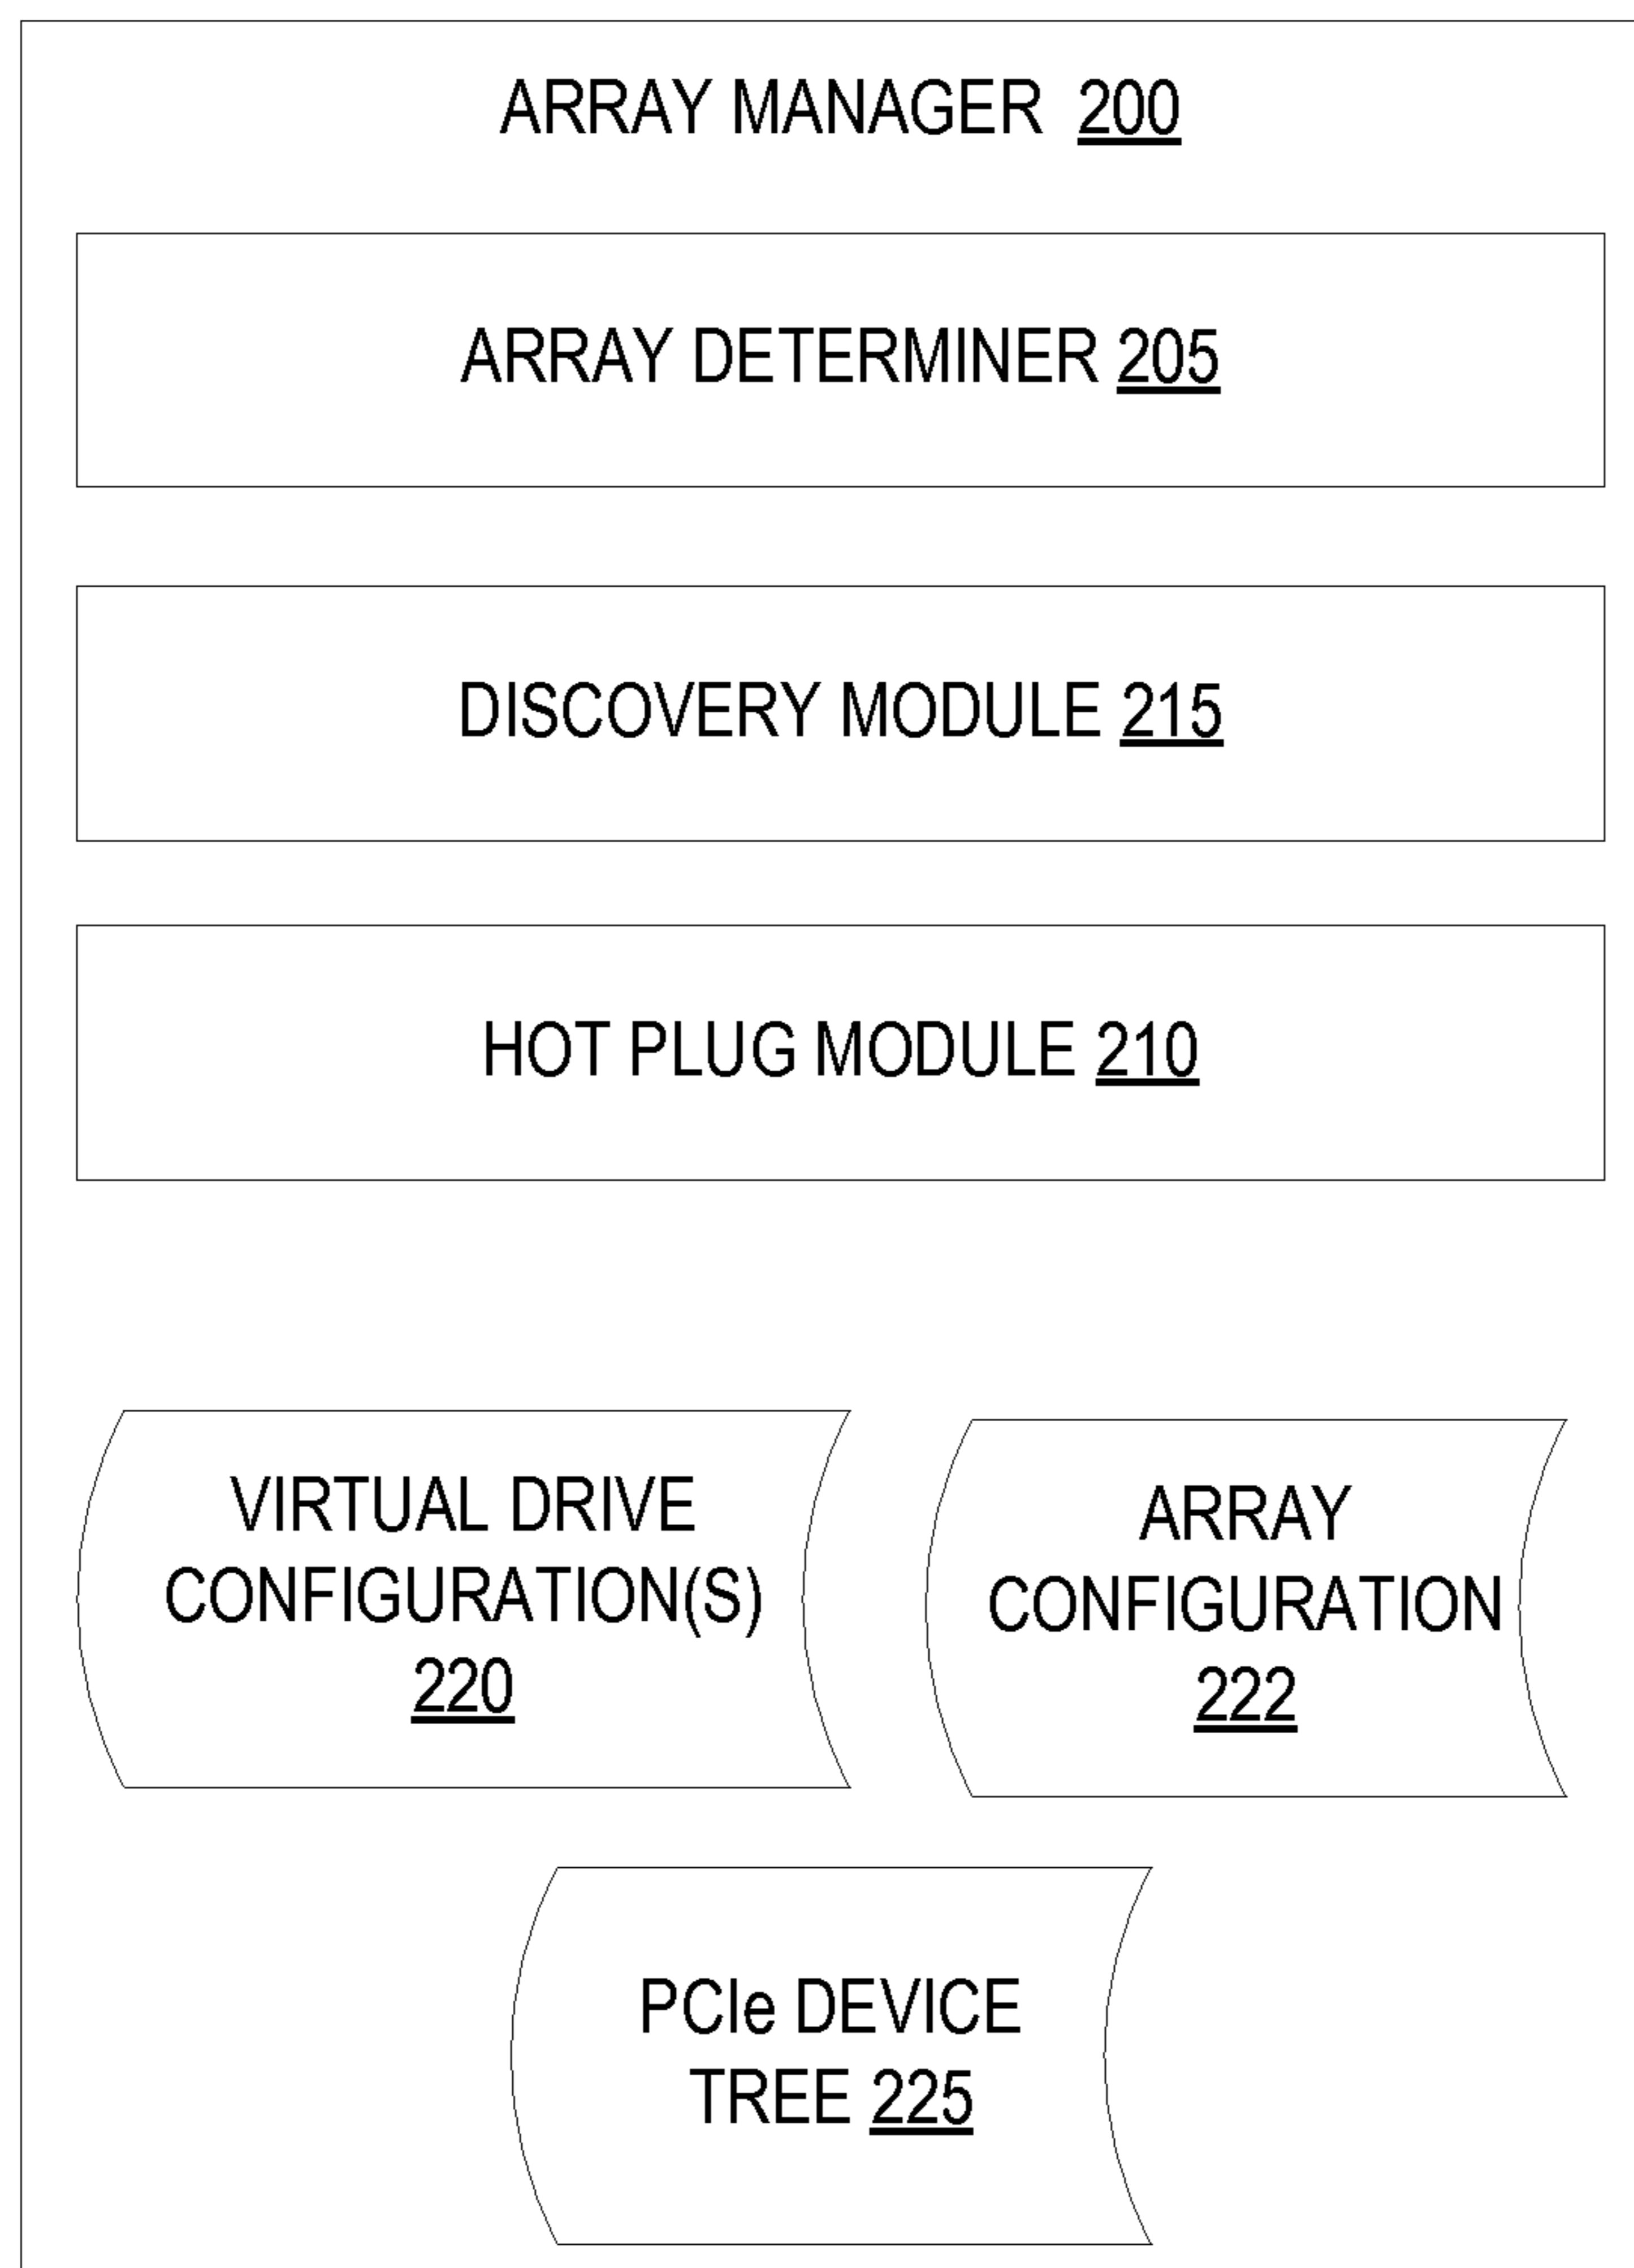 ARRAY MANAGER 200
ARRAY DETERMINER 205
DISCOVERY MODULE 215
HOT PLUG MODULE 210
VIRTUAL DRIVE
CONFIGURATION(S)
220
ARRAY
CONFIGURATION
222
PCIe DEVICE
TREE 225